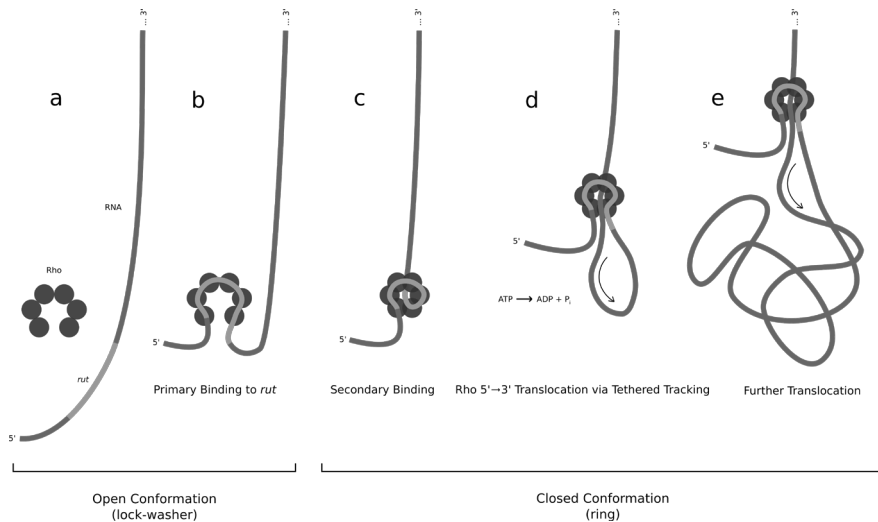 ...3'
...3'
...3'
...3'
...3'
a
b
c
d
e
5'
RNA
Rho
5'
ATP ⟶ ADP + Pi
rut
5'
5'
Primary Binding to rut
Secondary Binding
Rho 5'→3' Translocation via Tethered Tracking
Further Translocation
5'
Open Conformation
(lock-washer)
Closed Conformation
(ring)